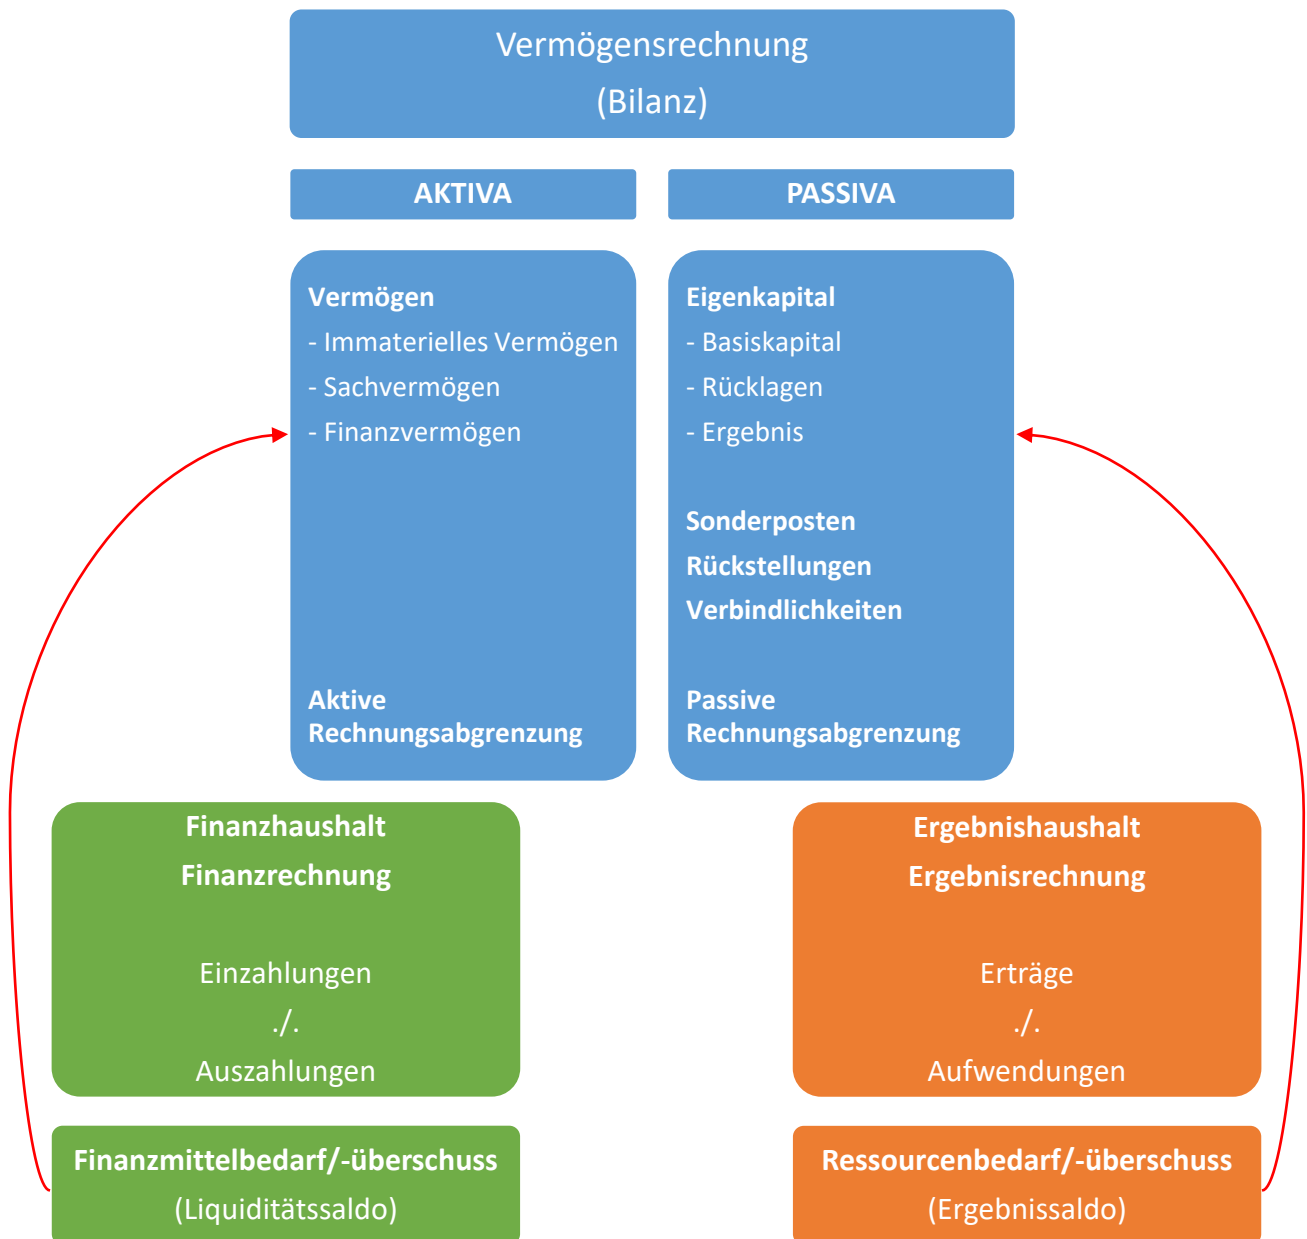 Vermögensrechnung
(Bilanz)
AKTIVA
PASSIVA
Vermögen
- Immaterielles Vermögen
- Sachvermögen
- Finanzvermögen
Aktive
Rechnungsabgrenzung
Eigenkapital
- Basiskapital
- Rücklagen
- Ergebnis
Sonderposten
Rückstellungen
Verbindlichkeiten
Passive
Rechnungsabgrenzung
Finanzhaushalt
Finanzrechnung
Einzahlungen
./.
Auszahlungen
Finanzmittelbedarf/-überschuss
(Liquiditätssaldo)
Ergebnishaushalt
Ergebnisrechnung
Erträge
./.
Aufwendungen
Ressourcenbedarf/-überschuss
(Ergebnissaldo)